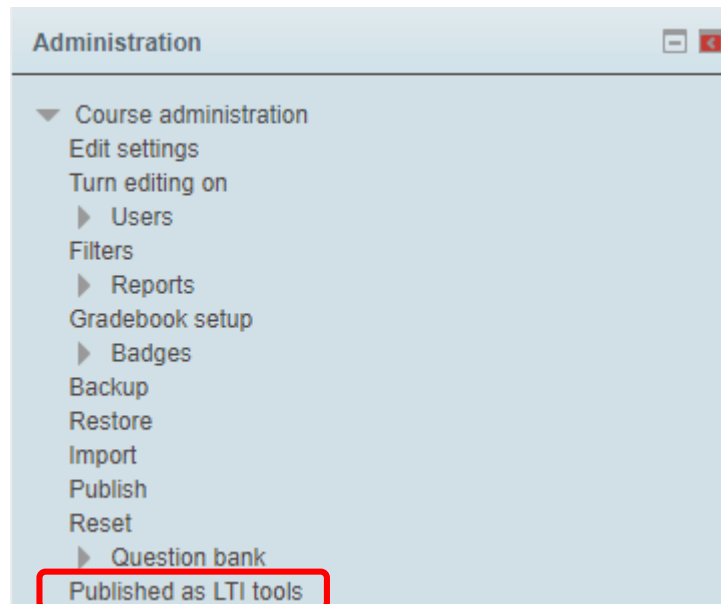 Administration
Course administration
Edit settings
Turn editing on
Users
Filters
Reports
Gradebook setup
Badges
Backup
Restore
Import
Publish
Reset
Question bank
Published as LTI tools